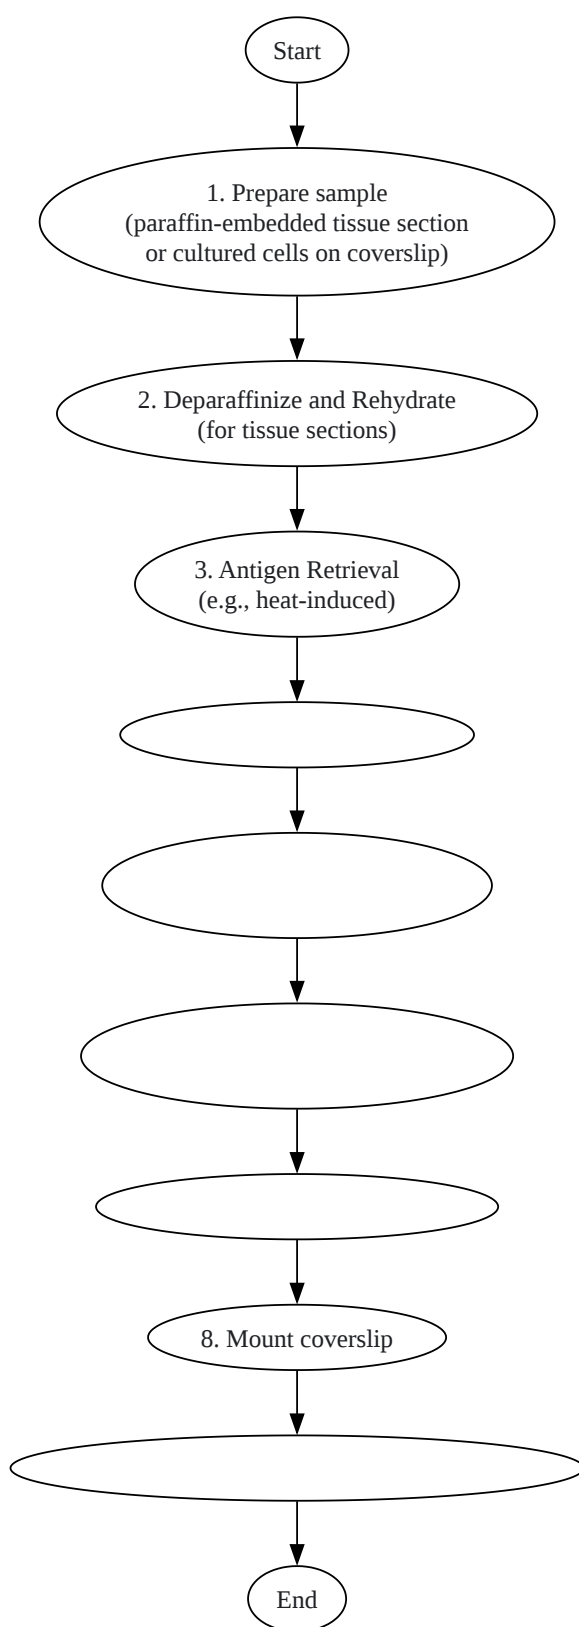 Start
1. Prepare sample
(paraffin-embedded tissue section
or cultured cells on coverslip)
2. Deparaffinize and Rehydrate
(for tissue sections)
3. Antigen Retrieval
(e.g., heat-induced)
8. Mount coverslip
End